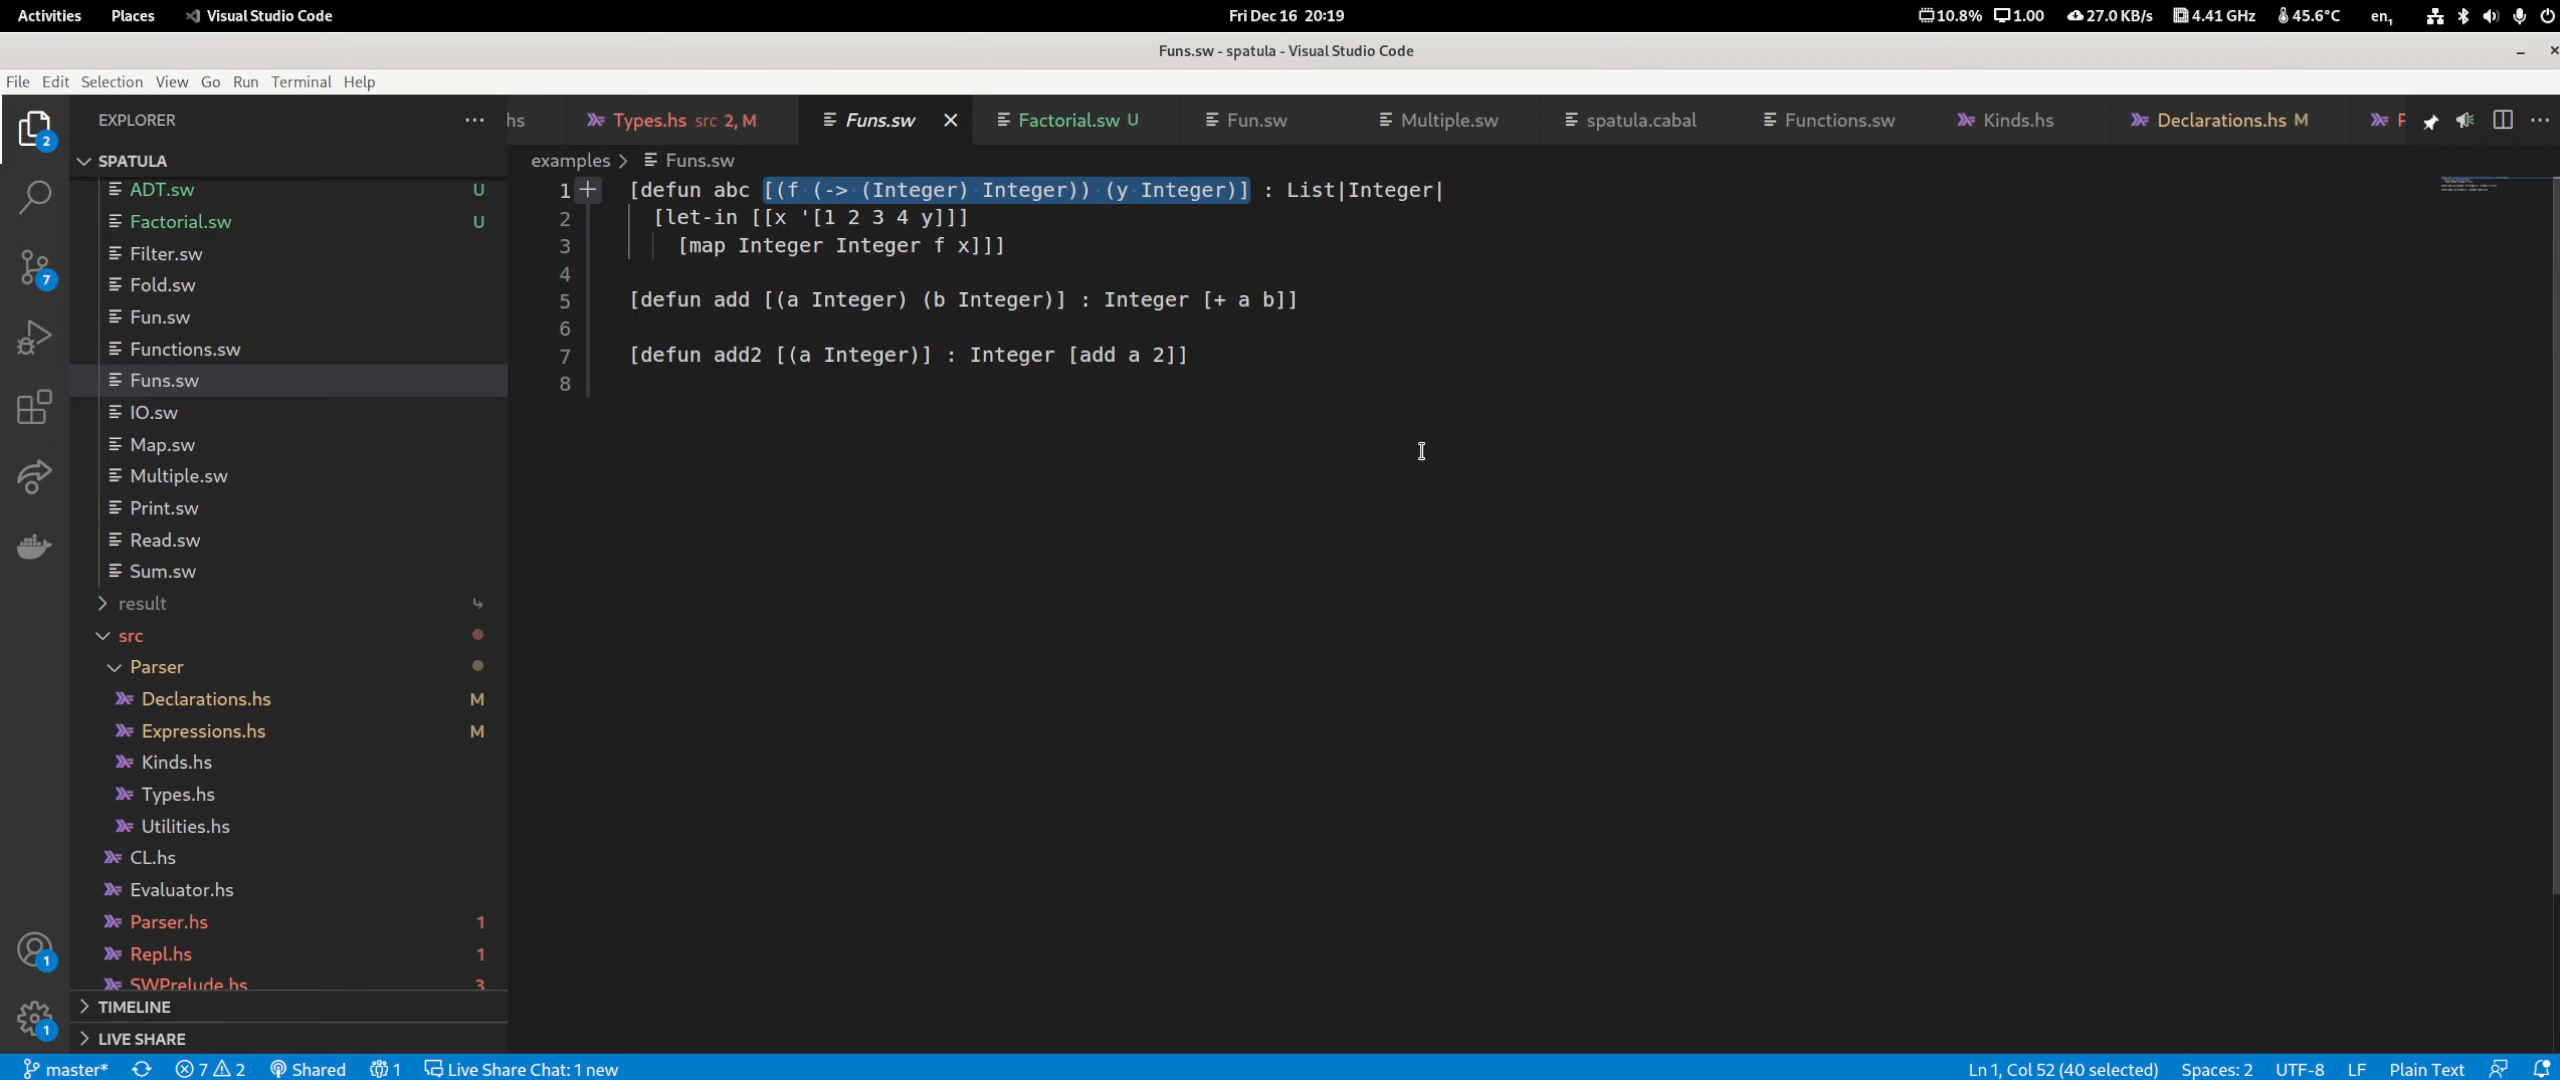 Activities Places Visual Studio Code Fri Dec 16 20:19 10.8% 1.00 27.0 KB/s 4.41 GHz 45.6°C en₁
Funs.sw - spatula - Visual Studio Code
File Edit Selection View Go Run Terminal Help
EXPLORER ··· hs Types.hs src 2, M Funs.sw Factorial.sw U Fun.sw Multiple.sw spatula.cabal Functions.sw Kinds.hs Declarations.hs M
SPATULA
examples > Funs.sw
1 [defun abc [(f (-> (Integer) Integer)) (y Integer)] : List|Integer|
2 [let-in [[x '[1 2 3 4 y]]]
3 [map Integer Integer f x]]]
4
5 [defun add [(a Integer) (b Integer)] : Integer [+ a b]]
6
7 [defun add2 [(a Integer)] : Integer [add a 2]]
8
ADT.sw U
Factorial.sw U
Filter.sw
Fold.sw
Fun.sw
Functions.sw
Funs.sw
IO.sw
Map.sw
Multiple.sw
Print.sw
Read.sw
Sum.sw
result
src
Parser
Declarations.hs M
Expressions.hs M
Kinds.hs
Types.hs
Utilities.hs
CL.hs
Evaluator.hs
Parser.hs 1
Repl.hs 1
SWPrelude.hs 3
TIMELINE
LIVE SHARE
2
7
1
1
master* 7 2 Shared 1 Live Share Chat: 1 new Ln 1, Col 52 (40 selected) Spaces: 2 UTF-8 LF Plain Text